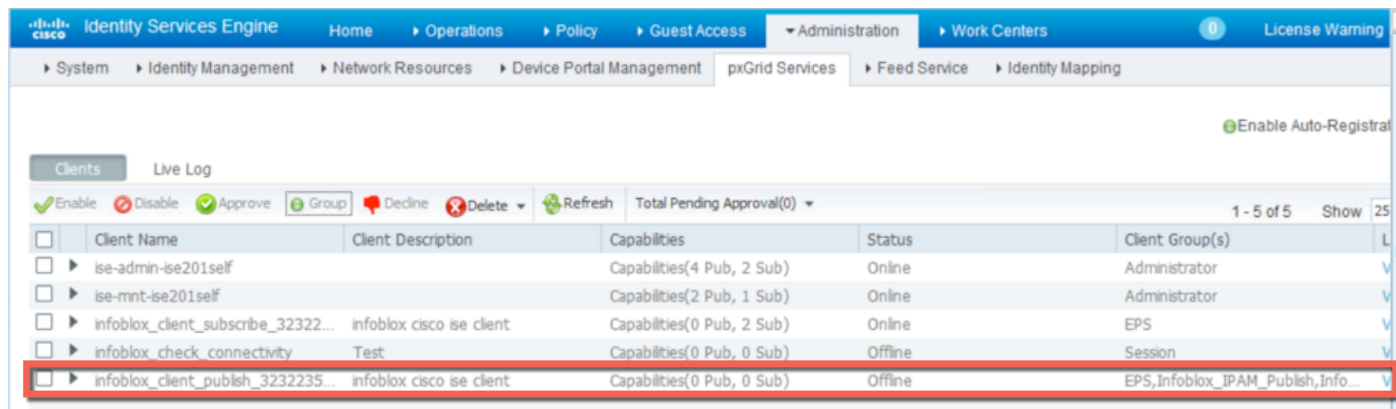 cisco Identity Services Engine Home Operations Policy Guest Access Administration Work Centers 0 License Warning
System Identity Management Network Resources Device Portal Management pxGrid Services Feed Service Identity Mapping
Enable Auto-Registrat
Clients Live Log
Enable Disable Approve Group Decline Delete Refresh Total Pending Approval(0) 1 - 5 of 5 Show 25
Client Name Client Description Capabilities Status Client Group(s) L
ise-admin-ise201self Capabilities(4 Pub, 2 Sub) Online Administrator V
ise-mnt-ise201self Capabilities(2 Pub, 1 Sub) Online Administrator V
infoblox_client_subscribe_32322... infoblox cisco ise client Capabilities(0 Pub, 2 Sub) Online EPS V
infoblox_check_connectivity Test Capabilities(0 Pub, 0 Sub) Offline Session V
infoblox_client_publish_3232235... infoblox cisco ise client Capabilities(0 Pub, 0 Sub) Offline EPS,Infoblox_IPAM_Publish,Info... V